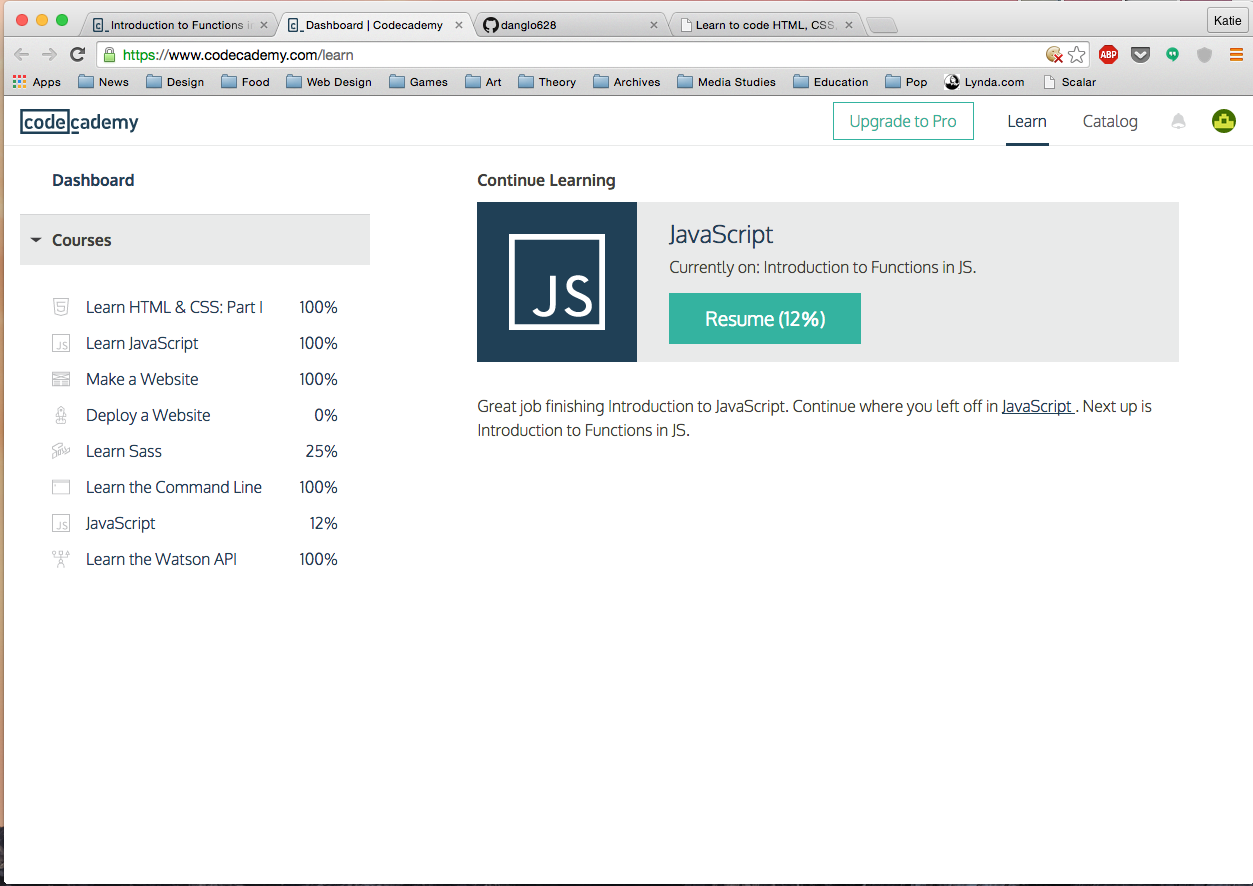 Introduction to Functions i
Dashboard | Codecademy
danglo628
Learn to code HTML, CSS,
Katie
https://www.codecademy.com/learn
ABP
Apps News Design Food Web Design Games Art Theory Archives Media Studies Education Pop Lynda.com Scalar
codecademy
Upgrade to Pro
Learn
Catalog
Dashboard
Courses
Learn HTML & CSS: Part I 100%
Learn JavaScript 100%
Make a Website 100%
Deploy a Website 0%
Learn Sass 25%
Learn the Command Line 100%
JavaScript 12%
Learn the Watson API 100%
Continue Learning
JS
JavaScript
Currently on: Introduction to Functions in JS.
Resume (12%)
Great job finishing Introduction to JavaScript. Continue where you left off in JavaScript . Next up is
Introduction to Functions in JS.